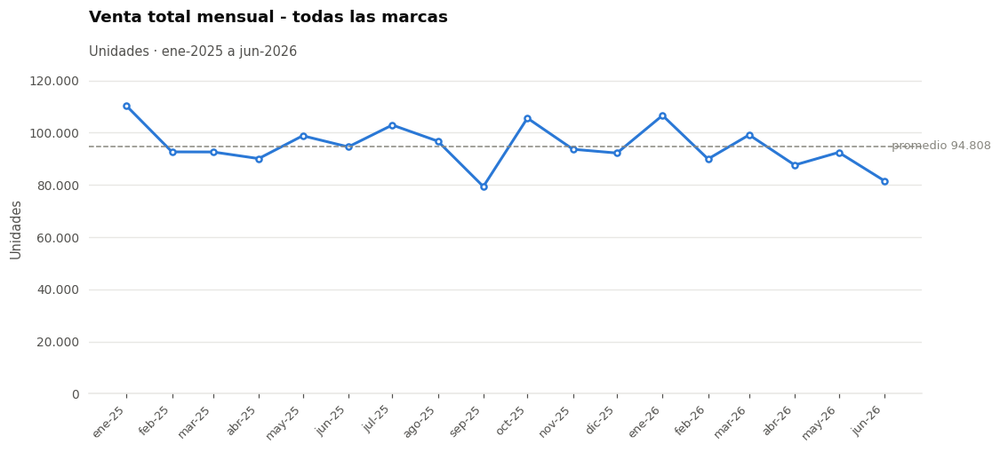 Venta total mensual - todas las marcas
Unidades · ene-2025 a jun-2026
120.000
100.000
80.000
60.000
40.000
20.000
0
Unidades
promedio 94.808
ene-25
feb-25
mar-25
abr-25
may-25
jun-25
jul-25
ago-25
sep-25
oct-25
nov-25
dic-25
ene-26
feb-26
mar-26
abr-26
may-26
jun-26